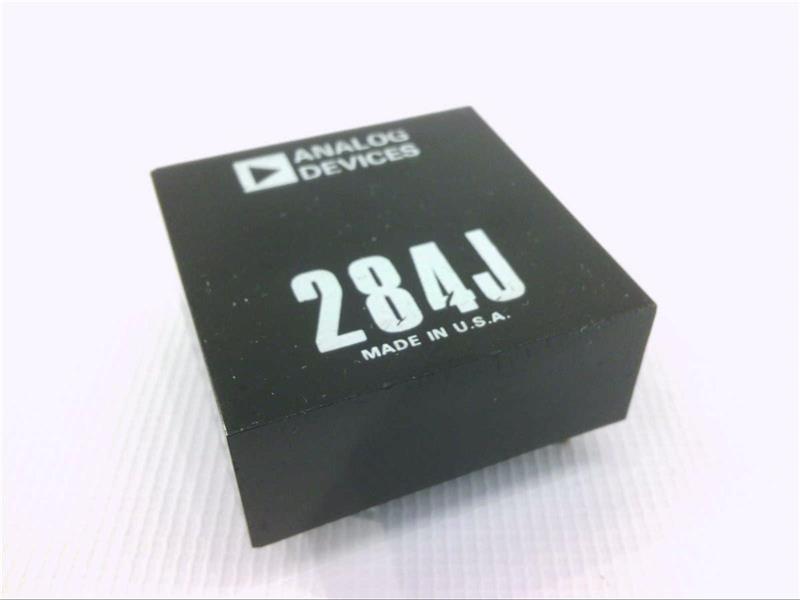 ANALOG
DEVICES
284J
MADE IN U.S.A.